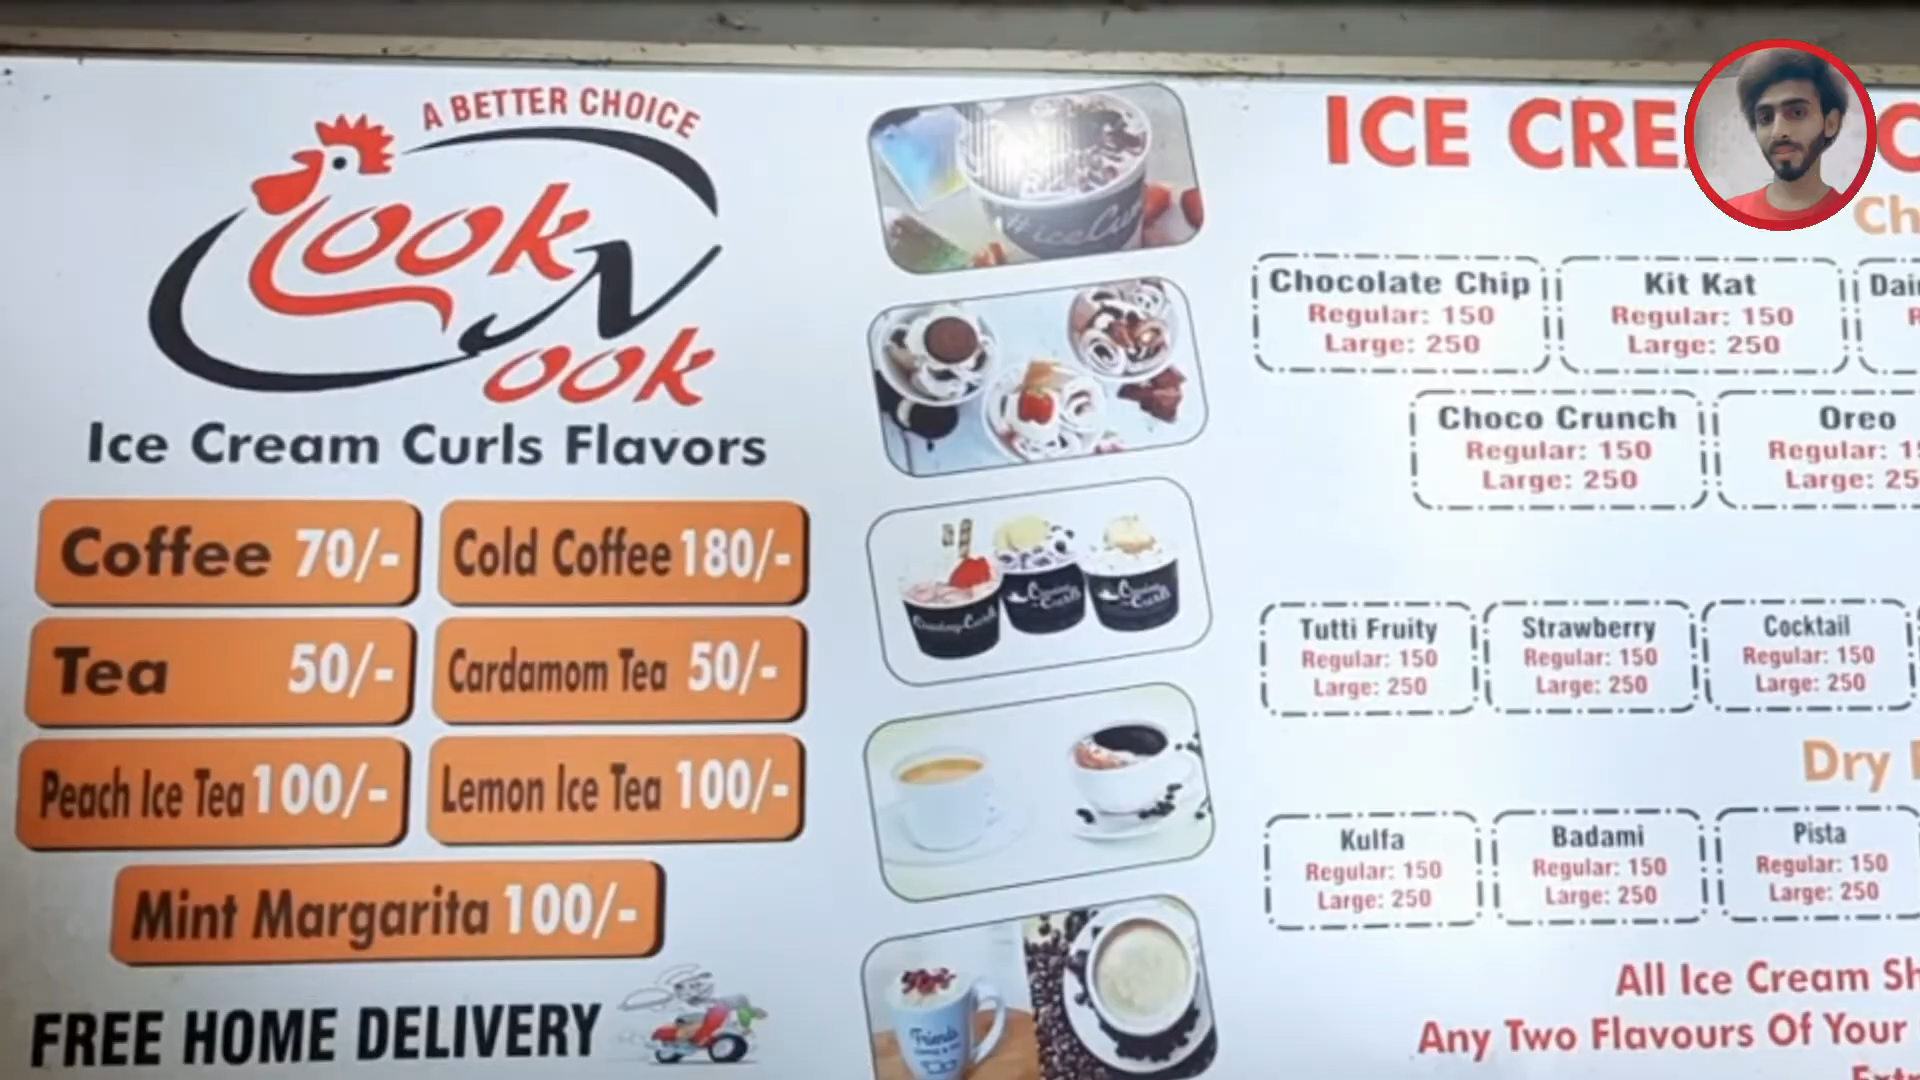 A BETTER CHOICE
Look
N
ook
Ice Cream Curls Flavors
Coffee 70/-
Cold Coffee 180/-
Tea 50/-
Cardamom Tea 50/-
Peach Ice Tea 100/-
Lemon Ice Tea 100/-
Mint Margarita 100/-
FREE HOME DELIVERY
Friends
ICE
Chocolate Chip
Regular: 150
Large: 250
Kit Kat
Regular: 150
Large: 250
Choco Crunch
Regular: 150
Large: 250
Oreo
Regular:
Large:
Tutti Fruity
Regular: 150
Large: 250
Strawberry
Regular: 150
Large: 250
Cocktail
Regular: 150
Large: 250
Dry
Kulfa
Regular: 150
Large: 250
Badami
Regular: 150
Large: 250
Pista
Regular: 150
Large: 250
All Ice Cream
Any Two Flavours Of Your